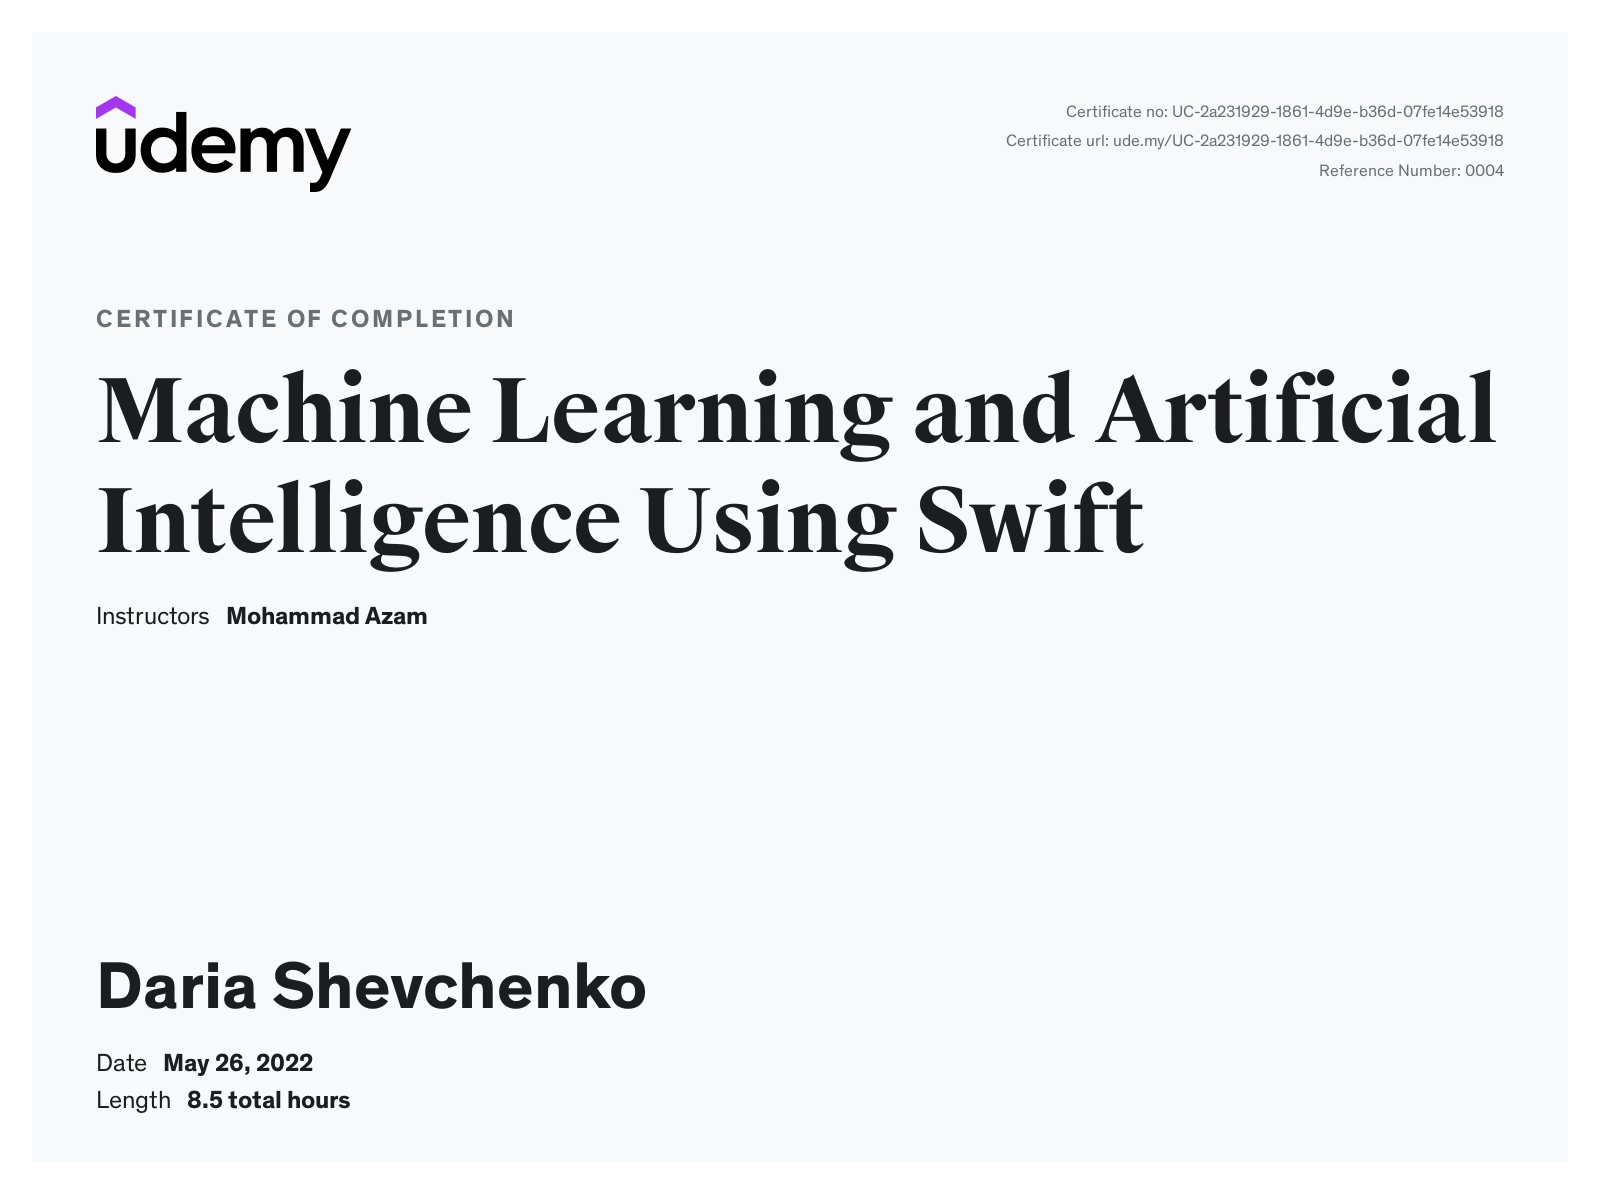 udemy
Certificate no: UC-2a231929-1861-4d9e-b36d-07fe14e53918
Certificate url: ude.my/UC-2a231929-1861-4d9e-b36d-07fe14e53918
Reference Number: 0004
CERTIFICATE OF COMPLETION
Machine Learning and Artificial
Intelligence Using Swift
Instructors Mohammad Azam
Daria Shevchenko
Date May 26, 2022
Length 8.5 total hours